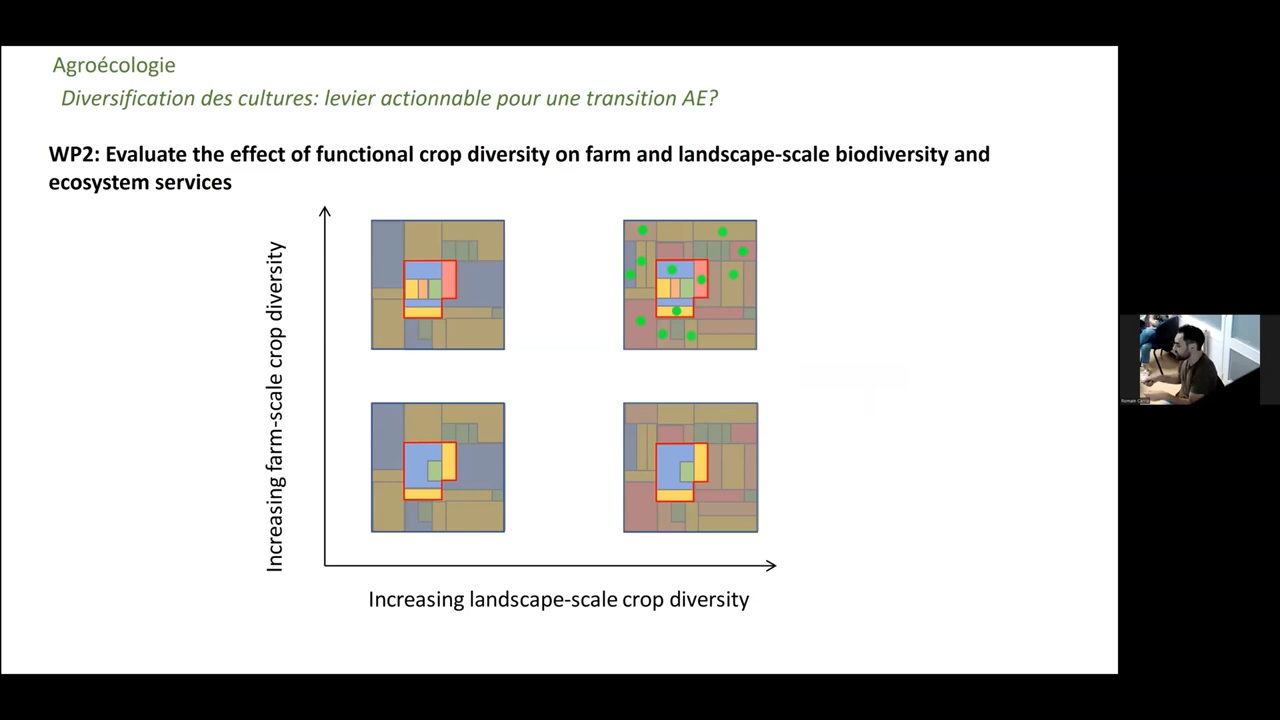 Agroécologie
Diversification des cultures: levier actionnable pour une transition AE?
WP2: Evaluate the effect of functional crop diversity on farm and landscape-scale biodiversity and
ecosystem services
Increasing farm-scale crop diversity
Increasing landscape-scale crop diversity
Romain